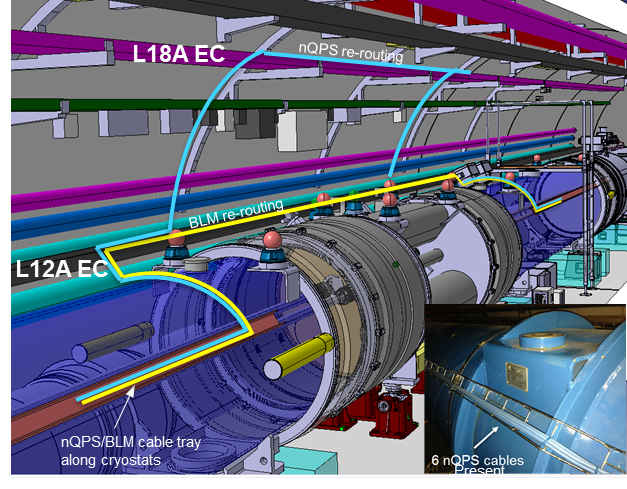 L18A EC
nQPS re-routing
BLM re-routing
L12A EC
nQPS/BLM cable tray
along cryostats
6 nQPS cables
Present